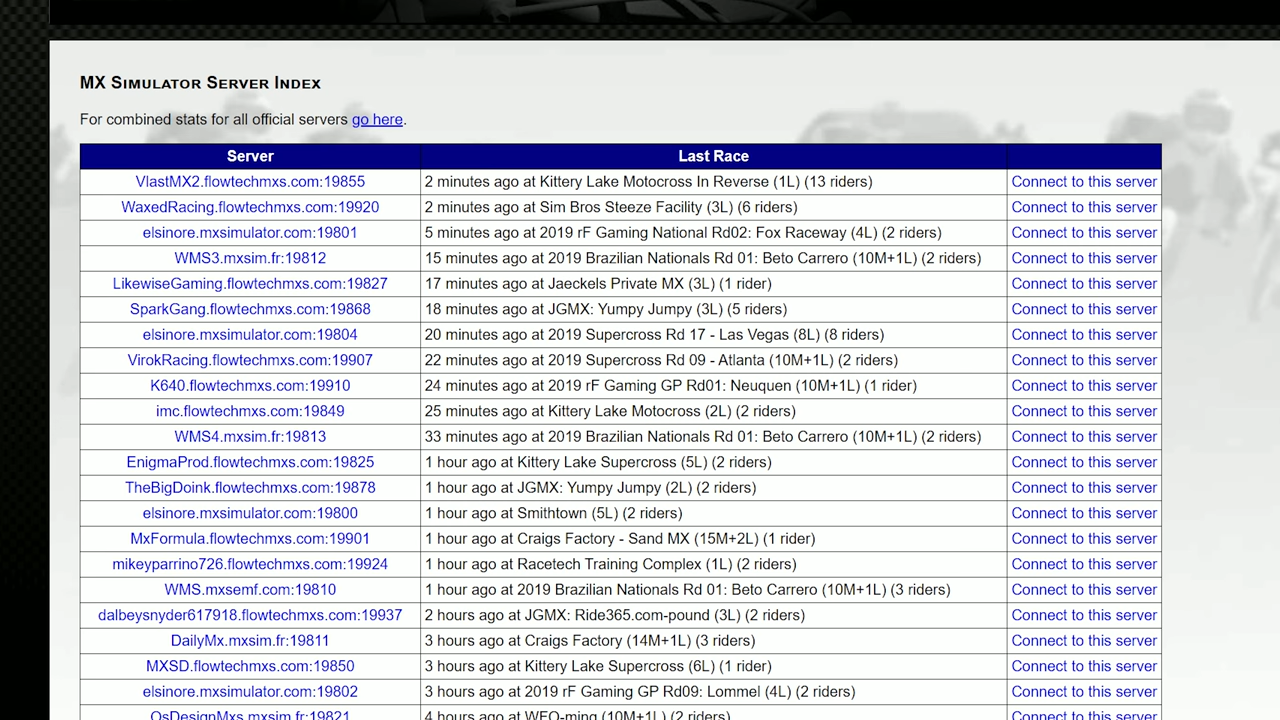 MX Simulator Server Index
For combined stats for all official servers go here.
Server Last Race
VlastMX2.flowtechmxs.com:19855 2 minutes ago at Kittery Lake Motocross In Reverse (1L) (13 riders) Connect to this server
WaxedRacing.flowtechmxs.com:19920 2 minutes ago at Sim Bros Steeze Facility (3L) (6 riders) Connect to this server
elsinore.mxsimulator.com:19801 5 minutes ago at 2019 rF Gaming National Rd02: Fox Raceway (4L) (2 riders) Connect to this server
WMS3.mxsim.fr:19812 15 minutes ago at 2019 Brazilian Nationals Rd 01: Beto Carrero (10M+1L) (2 riders) Connect to this server
LikewiseGaming.flowtechmxs.com:19827 17 minutes ago at Jaeckels Private MX (3L) (1 rider) Connect to this server
SparkGang.flowtechmxs.com:19868 18 minutes ago at JGMX: Yumpy Jumpy (3L) (5 riders) Connect to this server
elsinore.mxsimulator.com:19804 20 minutes ago at 2019 Supercross Rd 17 - Las Vegas (8L) (8 riders) Connect to this server
VirokRacing.flowtechmxs.com:19907 22 minutes ago at 2019 Supercross Rd 09 - Atlanta (10M+1L) (2 riders) Connect to this server
K640.flowtechmxs.com:19910 24 minutes ago at 2019 rF Gaming GP Rd01: Neuquen (10M+1L) (1 rider) Connect to this server
imc.flowtechmxs.com:19849 25 minutes ago at Kittery Lake Motocross (2L) (2 riders) Connect to this server
WMS4.mxsim.fr:19813 33 minutes ago at 2019 Brazilian Nationals Rd 01: Beto Carrero (10M+1L) (2 riders) Connect to this server
EnigmaProd.flowtechmxs.com:19825 1 hour ago at Kittery Lake Supercross (5L) (2 riders) Connect to this server
TheBigDoink.flowtechmxs.com:19878 1 hour ago at JGMX: Yumpy Jumpy (2L) (2 riders) Connect to this server
elsinore.mxsimulator.com:19800 1 hour ago at Smithtown (5L) (2 riders) Connect to this server
MxFormula.flowtechmxs.com:19901 1 hour ago at Craigs Factory - Sand MX (15M+2L) (1 rider) Connect to this server
mikeyparrino726.flowtechmxs.com:19924 1 hour ago at Racetech Training Complex (1L) (2 riders) Connect to this server
WMS.mxsemf.com:19810 1 hour ago at 2019 Brazilian Nationals Rd 01: Beto Carrero (10M+1L) (3 riders) Connect to this server
dalbeysnyder617918.flowtechmxs.com:19937 2 hours ago at JGMX: Ride365.com-pound (3L) (2 riders) Connect to this server
DailyMx.mxsim.fr:19811 3 hours ago at Craigs Factory (14M+1L) (3 riders) Connect to this server
MXSD.flowtechmxs.com:19850 3 hours ago at Kittery Lake Supercross (6L) (1 rider) Connect to this server
elsinore.mxsimulator.com:19802 3 hours ago at 2019 rF Gaming GP Rd09: Lommel (4L) (2 riders) Connect to this server
OsDesignMxs.mxsim.fr:19821 4 hours ago at WFO-ming (10M+1L) (2 riders) Connect to this server